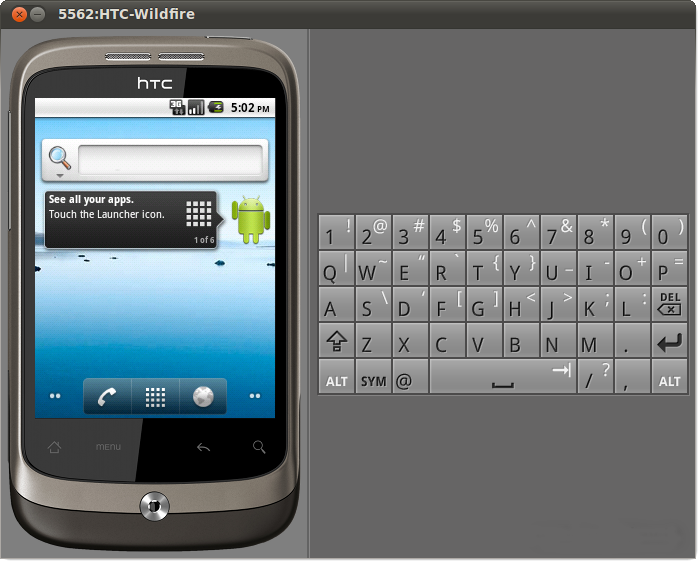 5562:HTC-Wildfire
hTC
3G 5:02 PM
See all your apps.
Touch the Launcher icon.
1 of 6
MENU
1 ! 2 @ 3 # 4 $ 5 % 6 ^ 7 & 8 * 9 ( 0 )
Q | W ~ E “ R ` T { Y } U _ I - O + P =
A S \ D ‘ F [ G ] H < J > K ; L : DEL
Z X C V B N M .
ALT SYM @ / ? , ALT